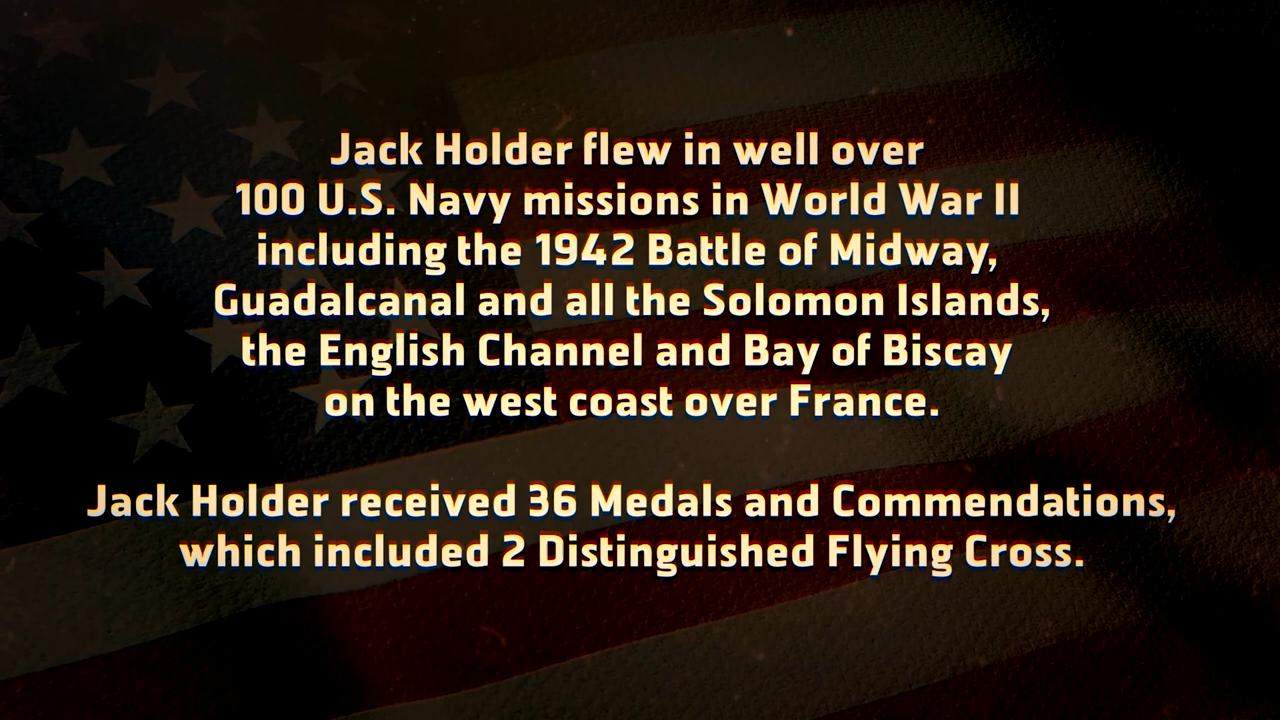 Jack Holder flew in well over
100 U.S. Navy missions in World War II
including the 1942 Battle of Midway,
Guadalcanal and all the Solomon Islands,
the English Channel and Bay of Biscay
on the west coast over France.
Jack Holder received 36 Medals and Commendations,
which included 2 Distinguished Flying Cross.